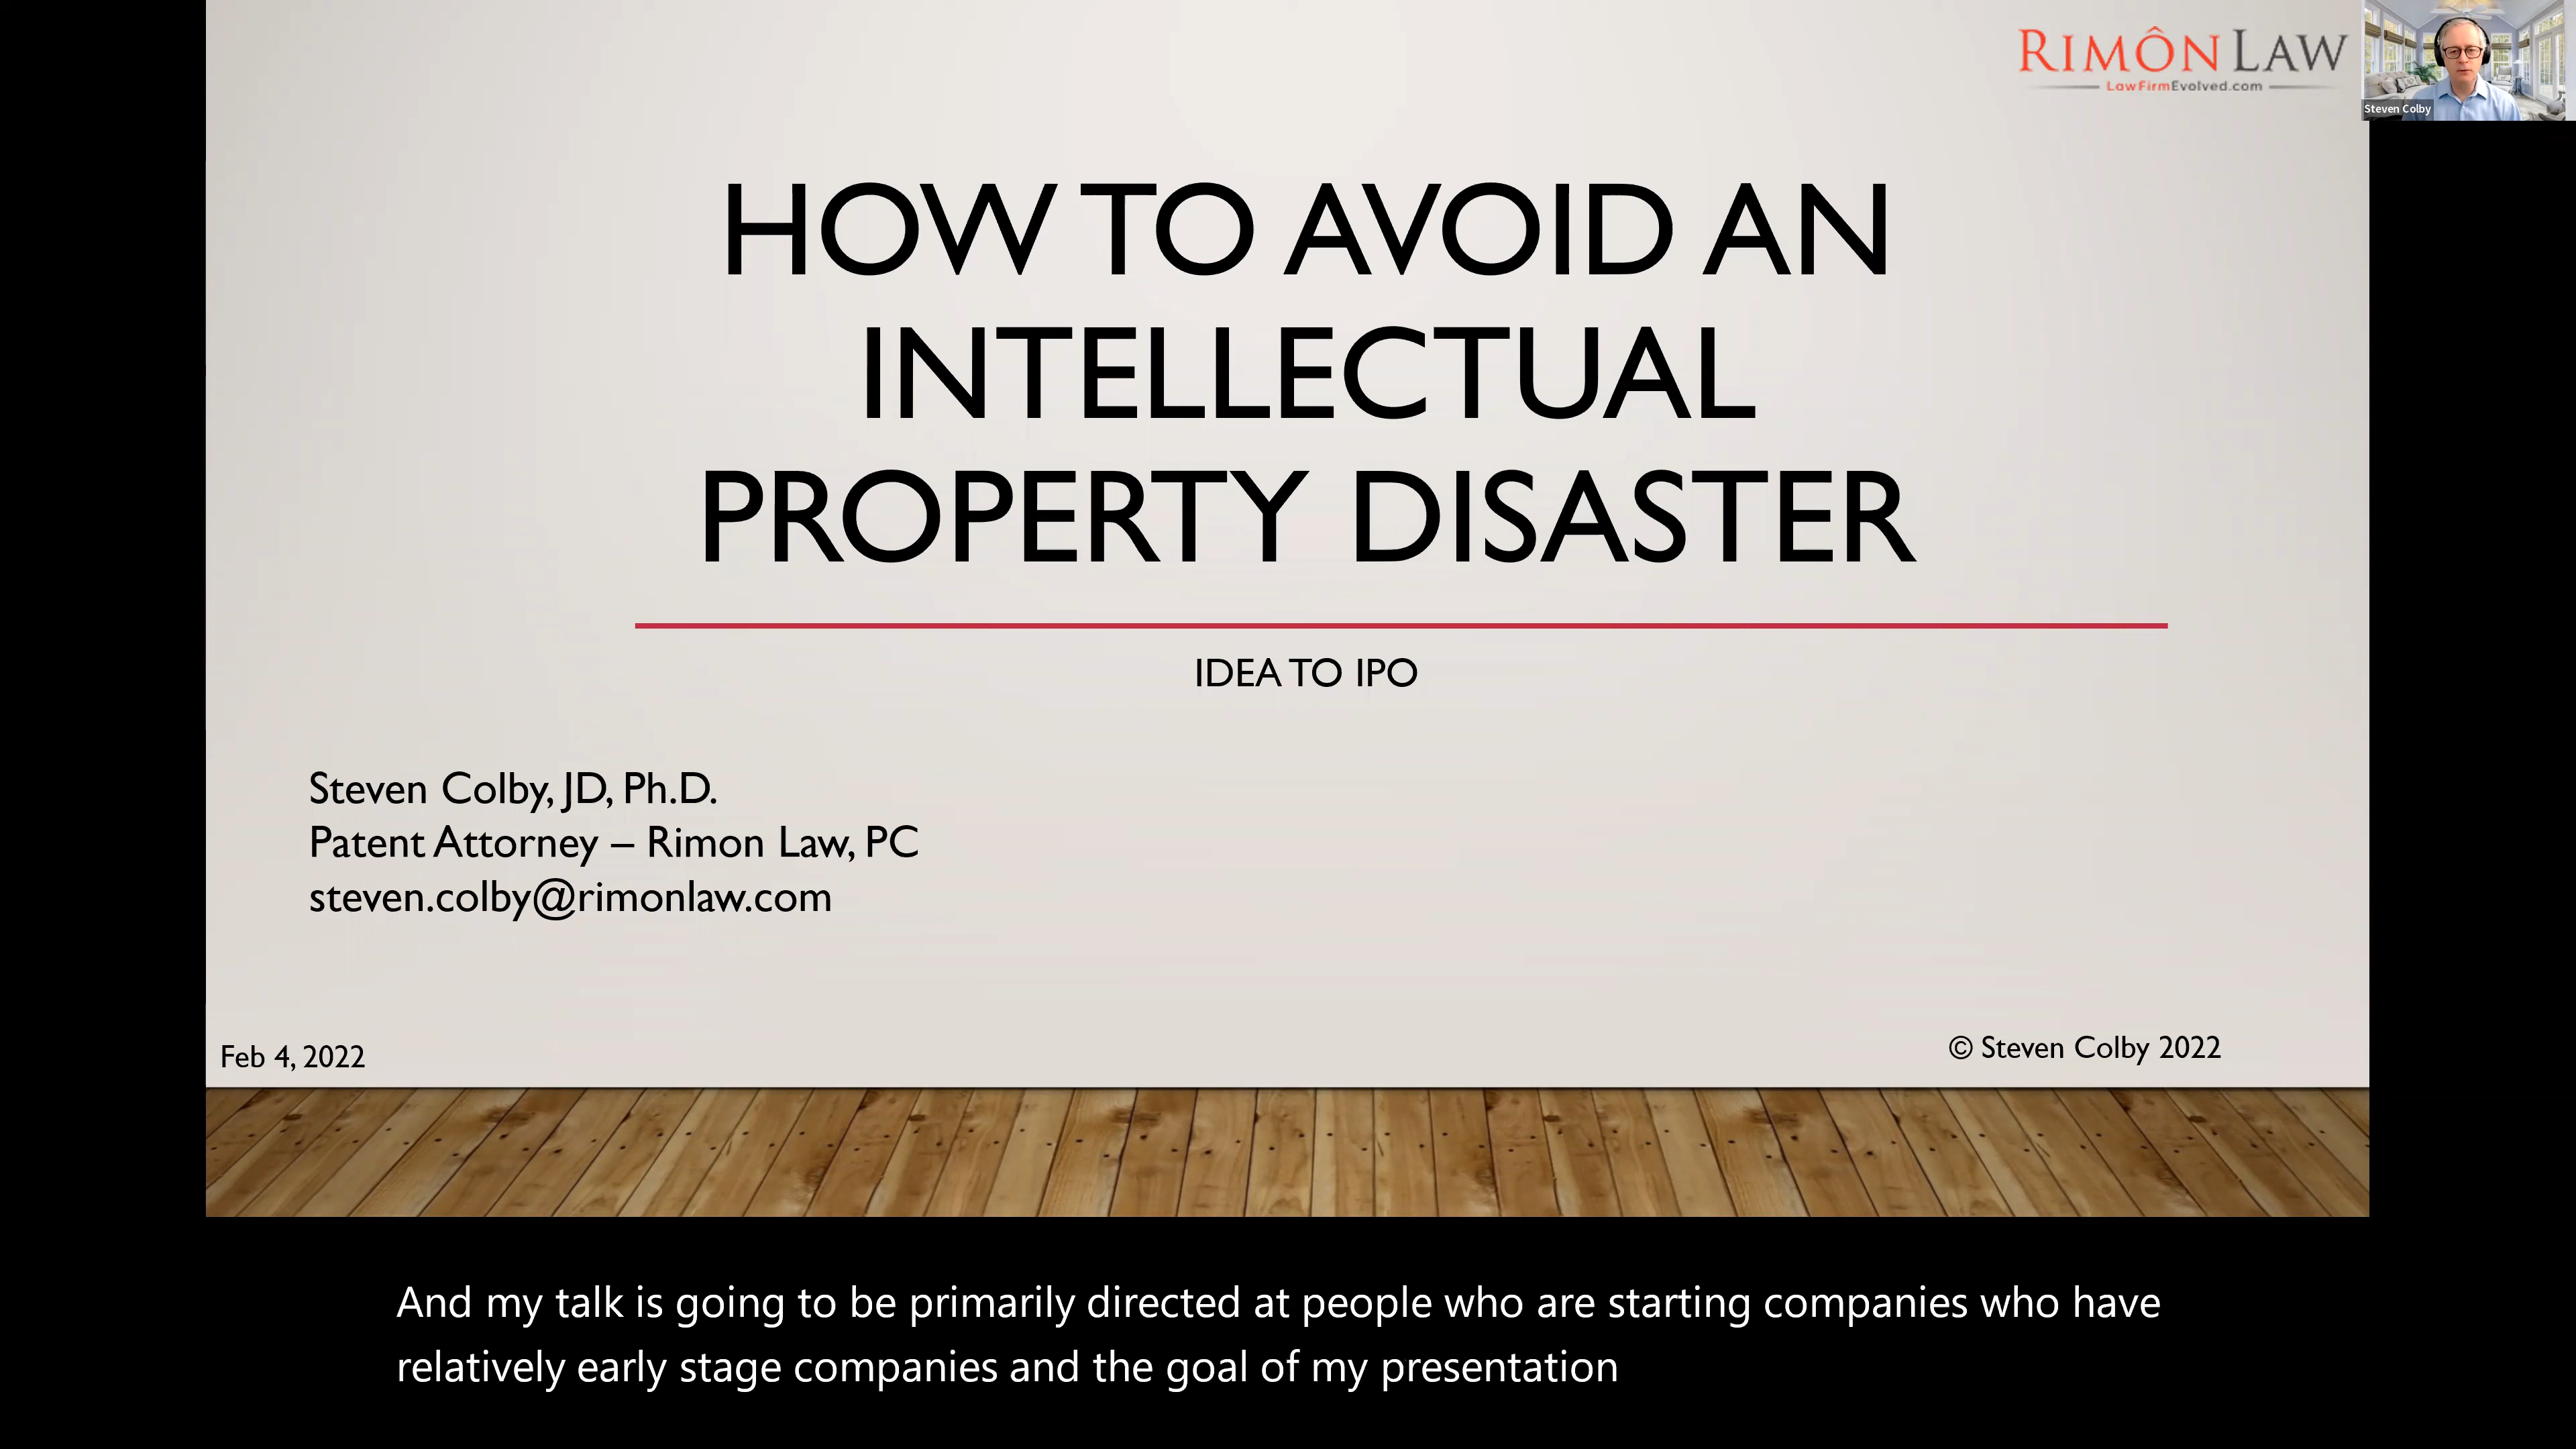 RIMÔN LAW
LawFirmEvolved.com
Steven Colby
HOW TO AVOID AN
INTELLECTUAL
PROPERTY DISASTER
IDEA TO IPO
Steven Colby, JD, Ph.D.
Patent Attorney – Rimon Law, PC
steven.colby@rimonlaw.com
Feb 4, 2022
© Steven Colby 2022
And my talk is going to be primarily directed at people who are starting companies who have
relatively early stage companies and the goal of my presentation